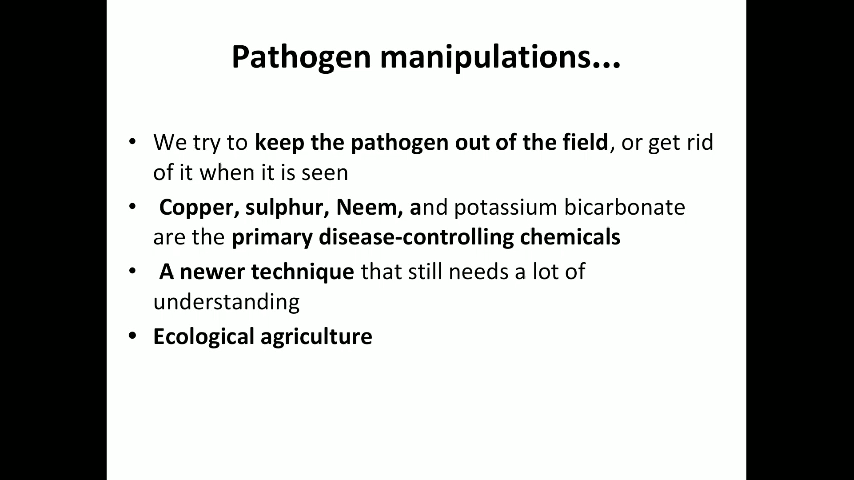 Pathogen manipulations...
• We try to keep the pathogen out of the field, or get rid
of it when it is seen
• Copper, sulphur, Neem, and potassium bicarbonate
are the primary disease-controlling chemicals
• A newer technique that still needs a lot of
understanding
• Ecological agriculture